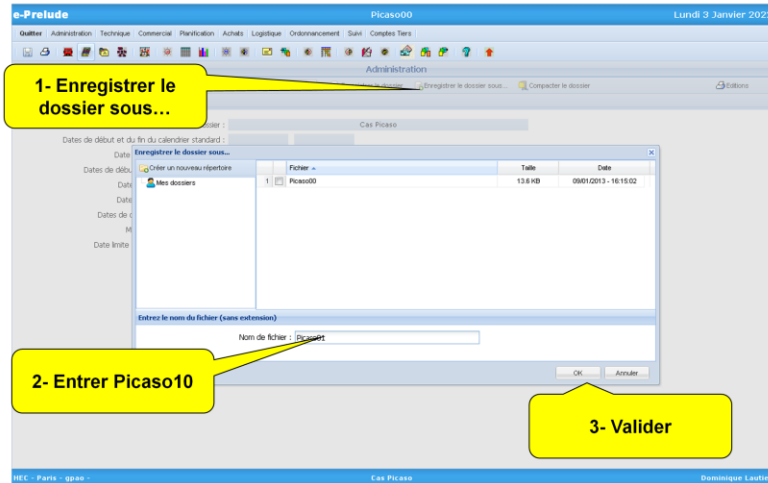 e-Prelude
Picaso00
Lundi 3 Janvier 202
Quitter Administration Technique Commercial Planification Achats Logistique Ordonnancement Suivi Comptes Tiers
Administration
Enregistrer le dossier sous... Compacter le dossier Editions
1- Enregistrer le
dossier sous…
Cas Picaso
Dates de début et du fin du calendrier standard :
Enregistrer le dossier sous...
Créer un nouveau répertoire
Fichier Taille Date
Mes dossiers
1 Picaso00 13.6 KB 09/01/2013 - 16:15:02
Date limite
Entrez le nom du fichier (sans extension)
Nom de fichier : Picaso01
2- Entrer Picaso10
OK Annuler
3- Valider
HEC - Paris - gpao -
Cas Picaso
Dominique Lautie